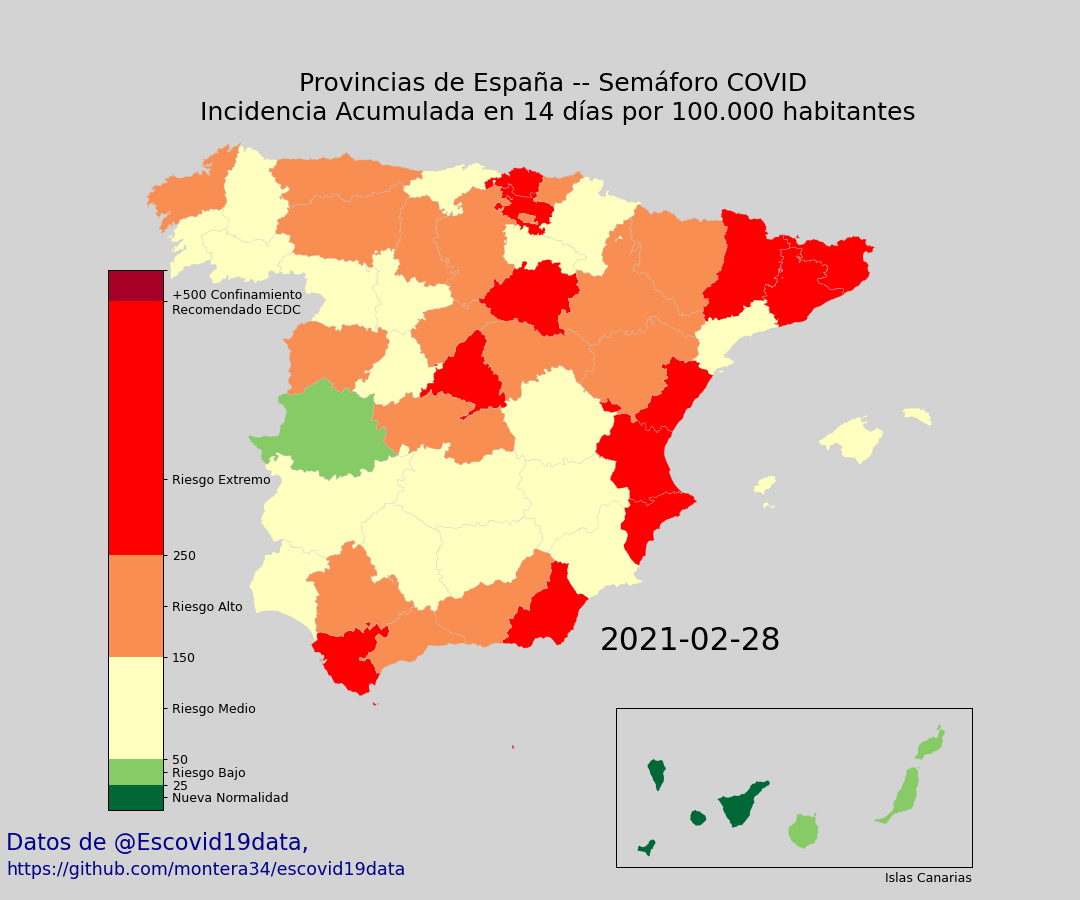 Provincias de España -- Semáforo COVID
Incidencia Acumulada en 14 días por 100.000 habitantes
+500 Confinamiento
Recomendado ECDC
Riesgo Extremo
250
Riesgo Alto
150
Riesgo Medio
50
Riesgo Bajo
25
Nueva Normalidad
2021-02-28
Islas Canarias
Datos de @Escovid19data,
https://github.com/montera34/escovid19data